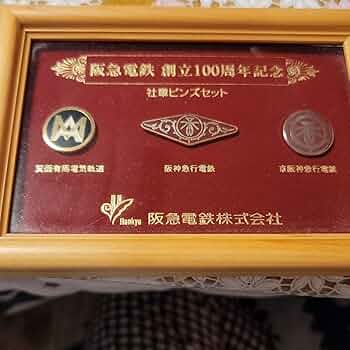 阪急電鉄 創立100周年記念
社章ピンズセット
箕面有馬電気軌道
阪神急行電鉄
京阪神急行電鉄
Hankyu
阪急電鉄株式会社